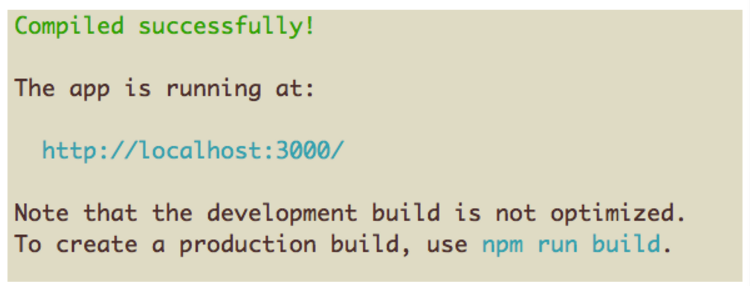 Compiled successfully!
The app is running at:
http://localhost:3000/
Note that the development build is not optimized.
To create a production build, use npm run build.